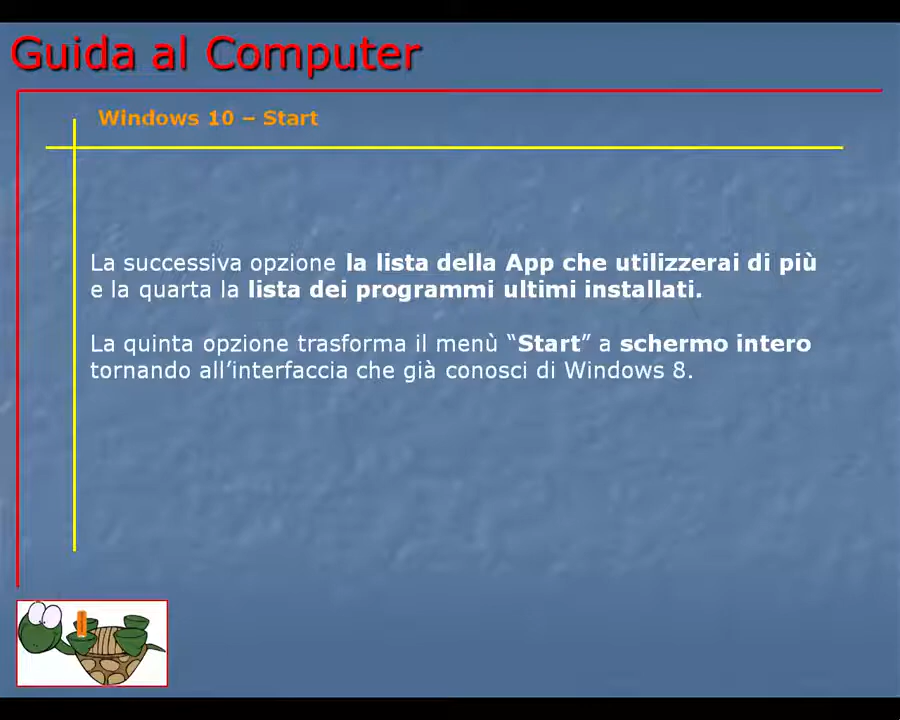 Guida al Computer
Windows 10 – Start
La successiva opzione la lista della App che utilizzerai di più
e la quarta la lista dei programmi ultimi installati.
La quinta opzione trasforma il menù “Start” a schermo intero
tornando all’interfaccia che già conosci di Windows 8.